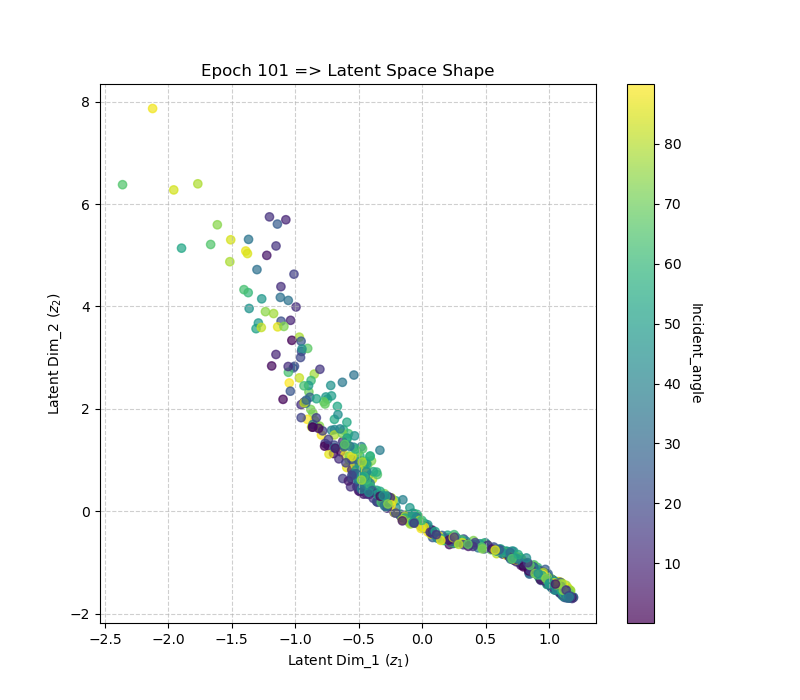 Epoch 101 => Latent Space Shape
8
6
4
2
0
−2
Latent Dim_2 (z₂)
−2.5 −2.0 −1.5 −1.0 −0.5 0.0 0.5 1.0
Latent Dim_1 (z₁)
80
70
60
50
40
30
20
10
Incident_angle